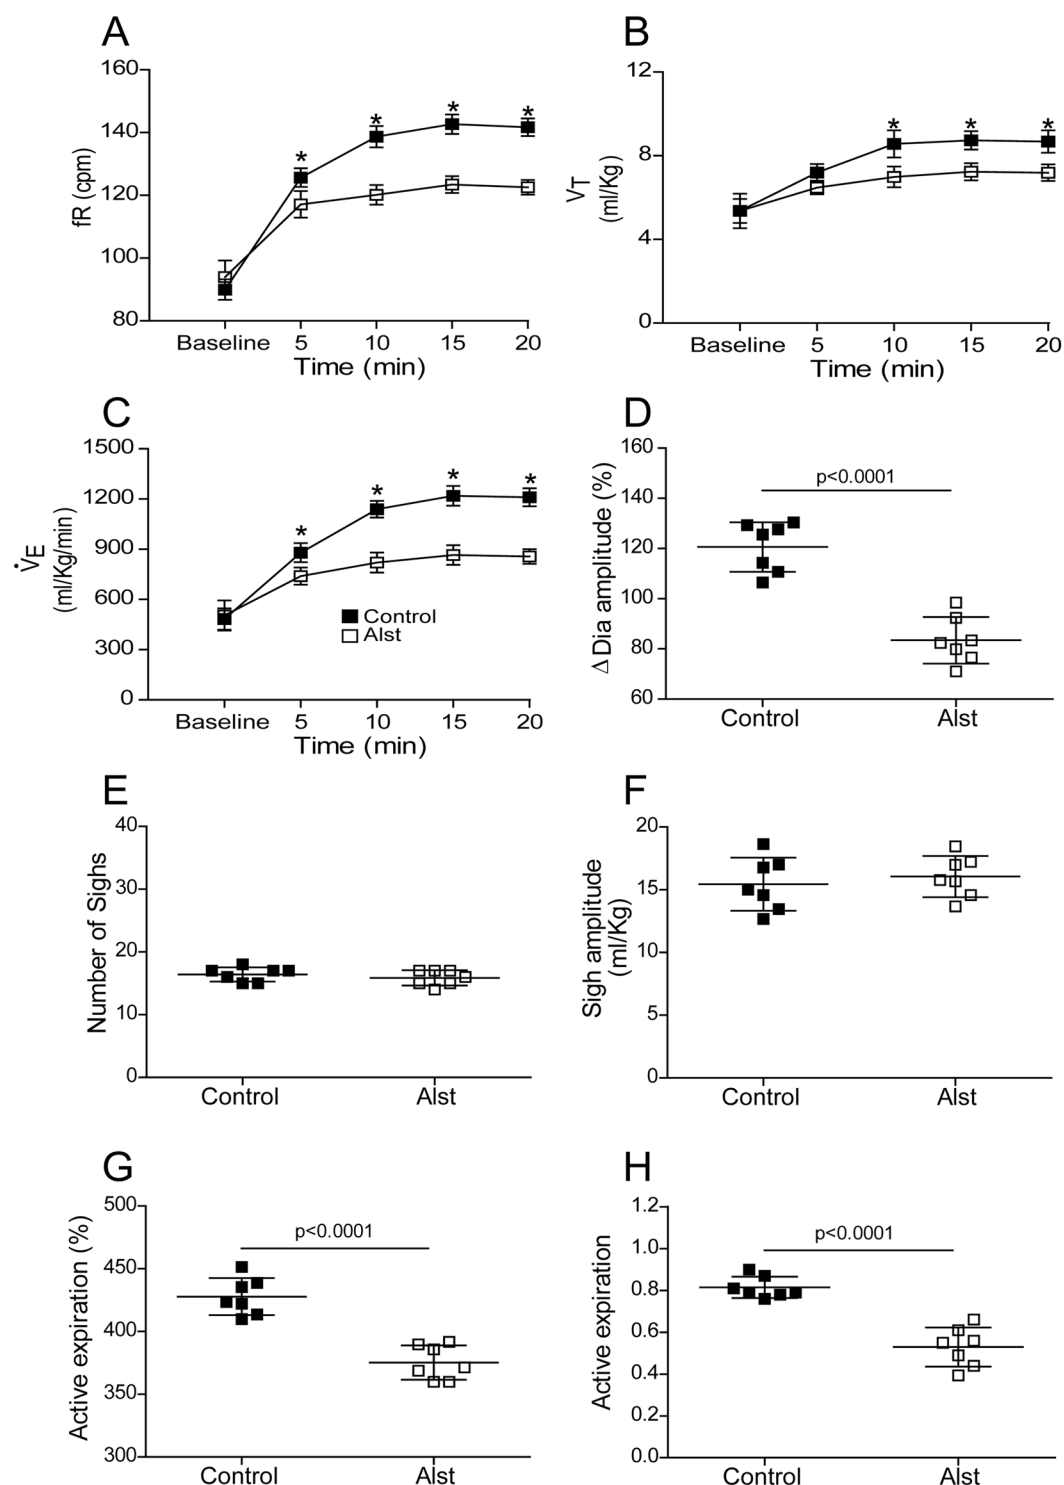 A
160
140
120
100
80
fR (cpm)
*
*
*
*
Baseline 5 10 15 20
Time (min)
B
12
8
4
0
VT
(ml/Kg)
*
*
*
Baseline 5 10 15 20
Time (min)
C
1500
1200
900
600
300
0
V̇E
(ml/Kg/min)
*
*
*
*
Control
Alst
Baseline 5 10 15 20
Time (min)
D
160
140
120
100
80
60
Δ Dia amplitude (%)
p<0.0001
Control Alst
E
40
30
20
10
0
Number of Sighs
Control Alst
F
20
15
10
5
0
Sigh amplitude
(ml/Kg)
Control Alst
G
500
450
400
350
300
Active expiration (%)
p<0.0001
Control Alst
H
1.2
1.0
0.8
0.6
0.4
0.2
0.0
Active expiration
p<0.0001
Control Alst